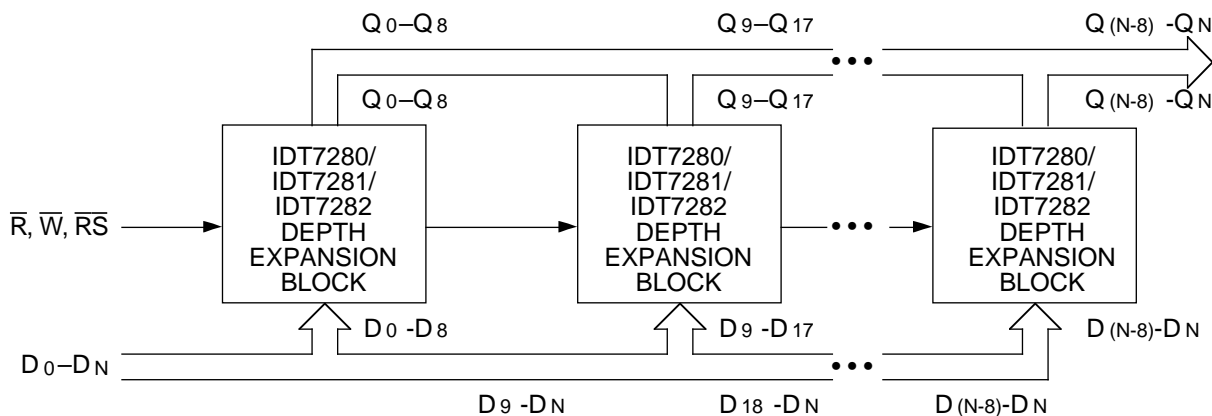 Q0–Q8 Q9–Q17 ••• Q(N-8) -QN
Q0–Q8 Q9–Q17 Q(N-8) -QN
IDT7280/
IDT7281/
IDT7282
DEPTH
EXPANSION
BLOCK
IDT7280/
IDT7281/
IDT7282
DEPTH
EXPANSION
BLOCK
IDT7280/
IDT7281/
IDT7282
DEPTH
EXPANSION
BLOCK
R̅, W̅, R̅S̅ •••
D0 -D8 D9 -D17 D(N-8)-DN
D0–DN •••
D9 -DN D18 -DN D(N-8)-DN